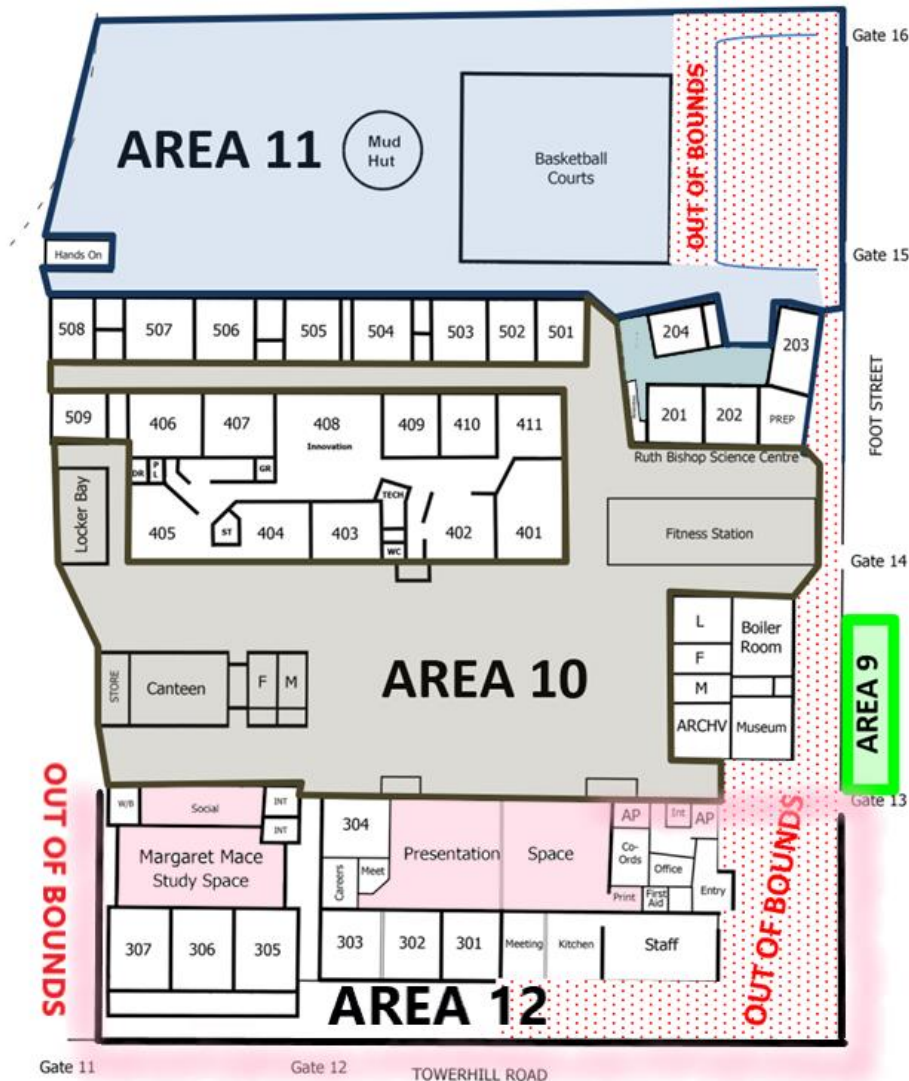 Gate 16
OUT OF BOUNDS
AREA 11
Mud
Hut
Basketball
Courts
Hands On
Gate 15
508
507
506
505
504
503
502
501
204
203
201
202
PREP
FOOT STREET
509
406
407
408
Innovation
409
410
411
Ruth Bishop Science Centre
DR
P
L
GR
TECH
Locker Bay
405
ST
404
403
WC
402
401
Fitness Station
Gate 14
L
F
M
ARCHV
Boiler
Room
Museum
AREA 9
STORE
Canteen
F
M
AREA 10
OUT OF BOUNDS
Gate 13
W/B
Social
INT
INT
Margaret Mace
Study Space
304
Careers
Meet
Presentation
Space
AP
Int
AP
Co-
Ords
Office
Print
First
Aid
Entry
OUT OF BOUNDS
307
306
305
303
302
301
Meeting
Kitchen
Staff
AREA 12
Gate 11
Gate 12
TOWERHILL ROAD